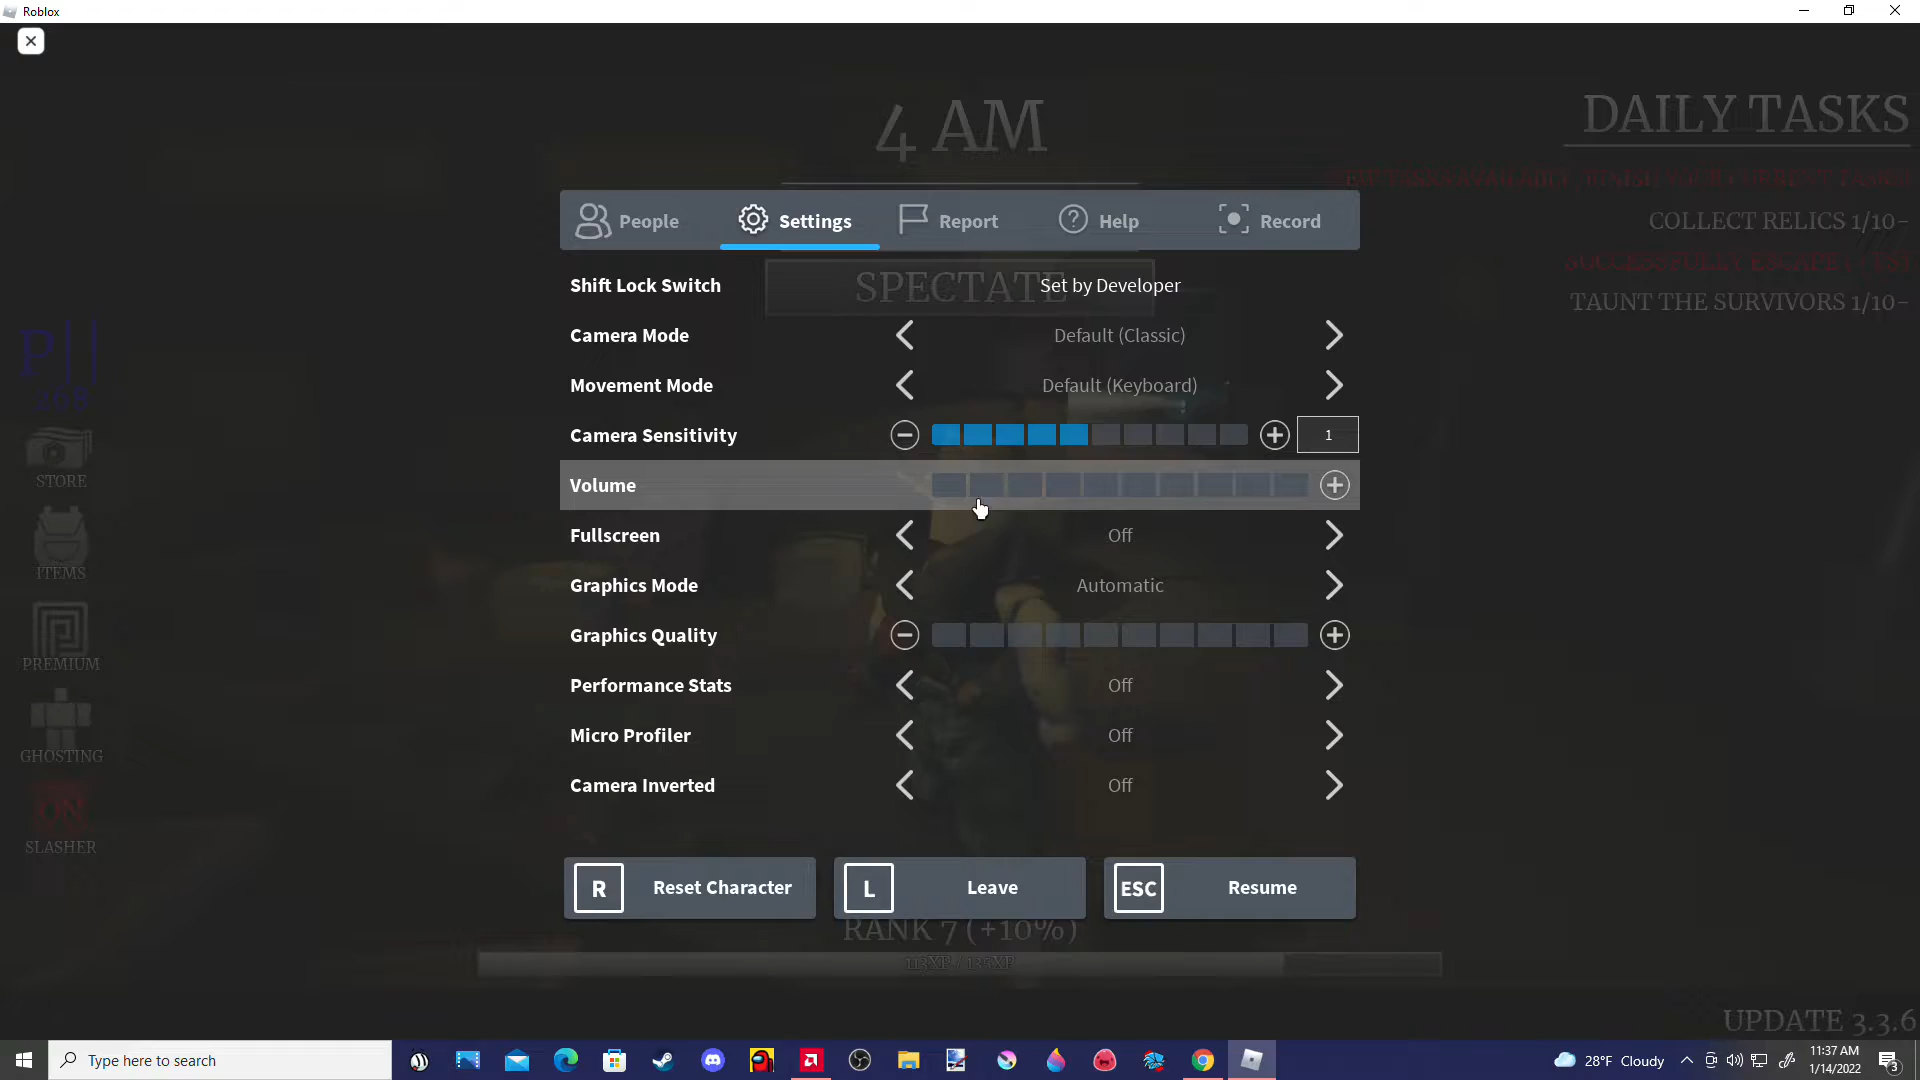 Roblox
4 AM
DAILY TASKS
COLLECT RELICS 1/10-
TAUNT THE SURVIVORS 1/10-
People
Settings
Report
Help
Record
SPECTATE
Shift Lock Switch
Set by Developer
Camera Mode
Default (Classic)
Movement Mode
Default (Keyboard)
Camera Sensitivity
1
Volume
Fullscreen
Off
Graphics Mode
Automatic
Graphics Quality
Performance Stats
Off
Micro Profiler
Off
Camera Inverted
Off
R Reset Character
L Leave
ESC Resume
P||
298
STORE
ITEMS
PREMIUM
GHOSTING
ON
SLASHER
RANK 7 (+10%)
UPDATE 3.3.6
Type here to search
28°F Cloudy
11:37 AM
1/14/2022
3